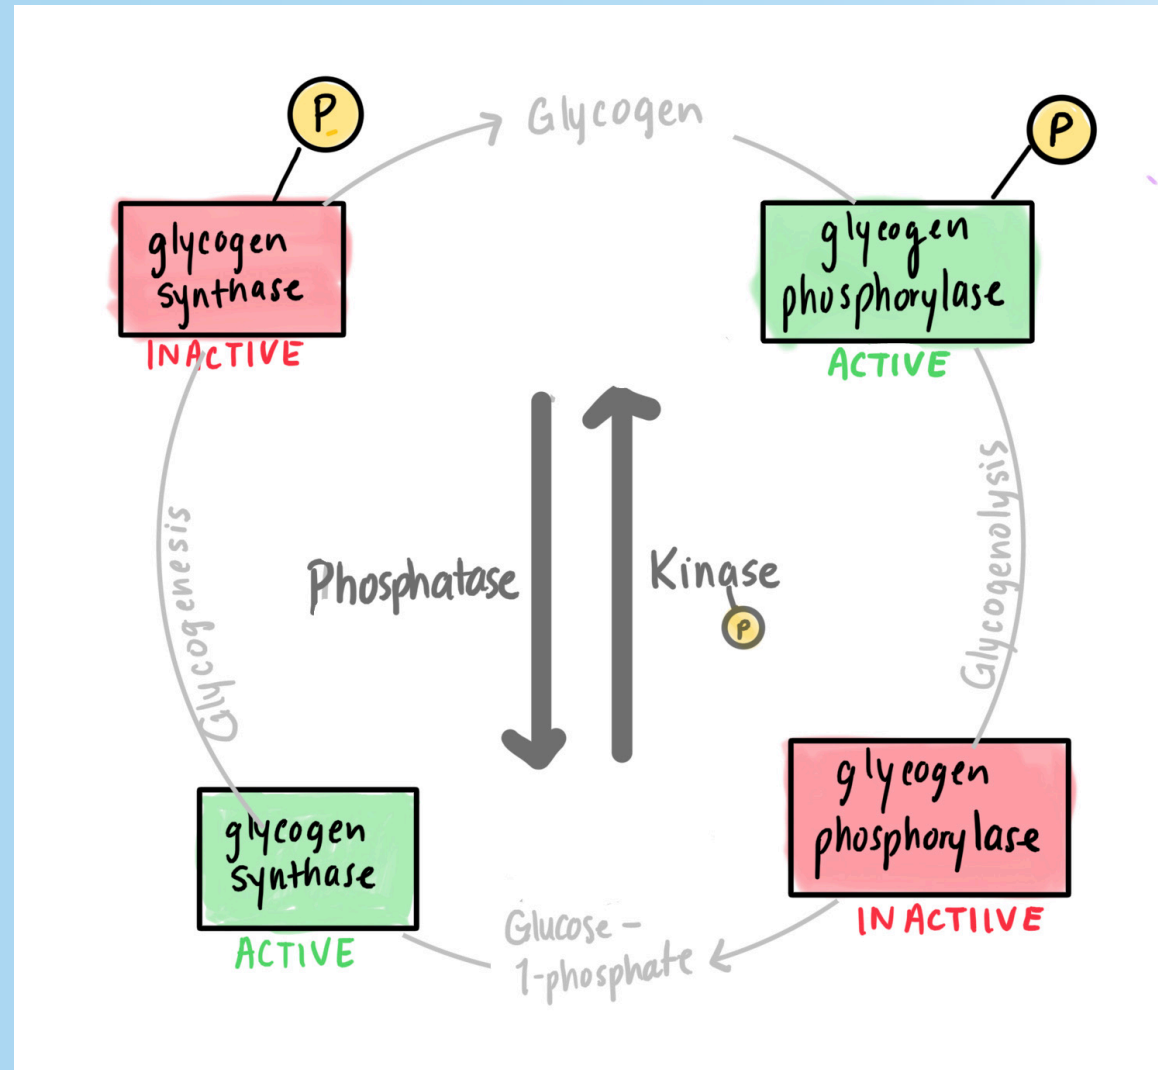 P
Glycogen
P
glycogen
synthase
INACTIVE
glycogen
phosphorylase
ACTIVE
Glycogenesis
Phosphatase
Kinase
P
Glycogenolysis
glycogen
synthase
ACTIVE
Glucose-
1-phosphate
glycogen
phosphorylase
INACTIIVE